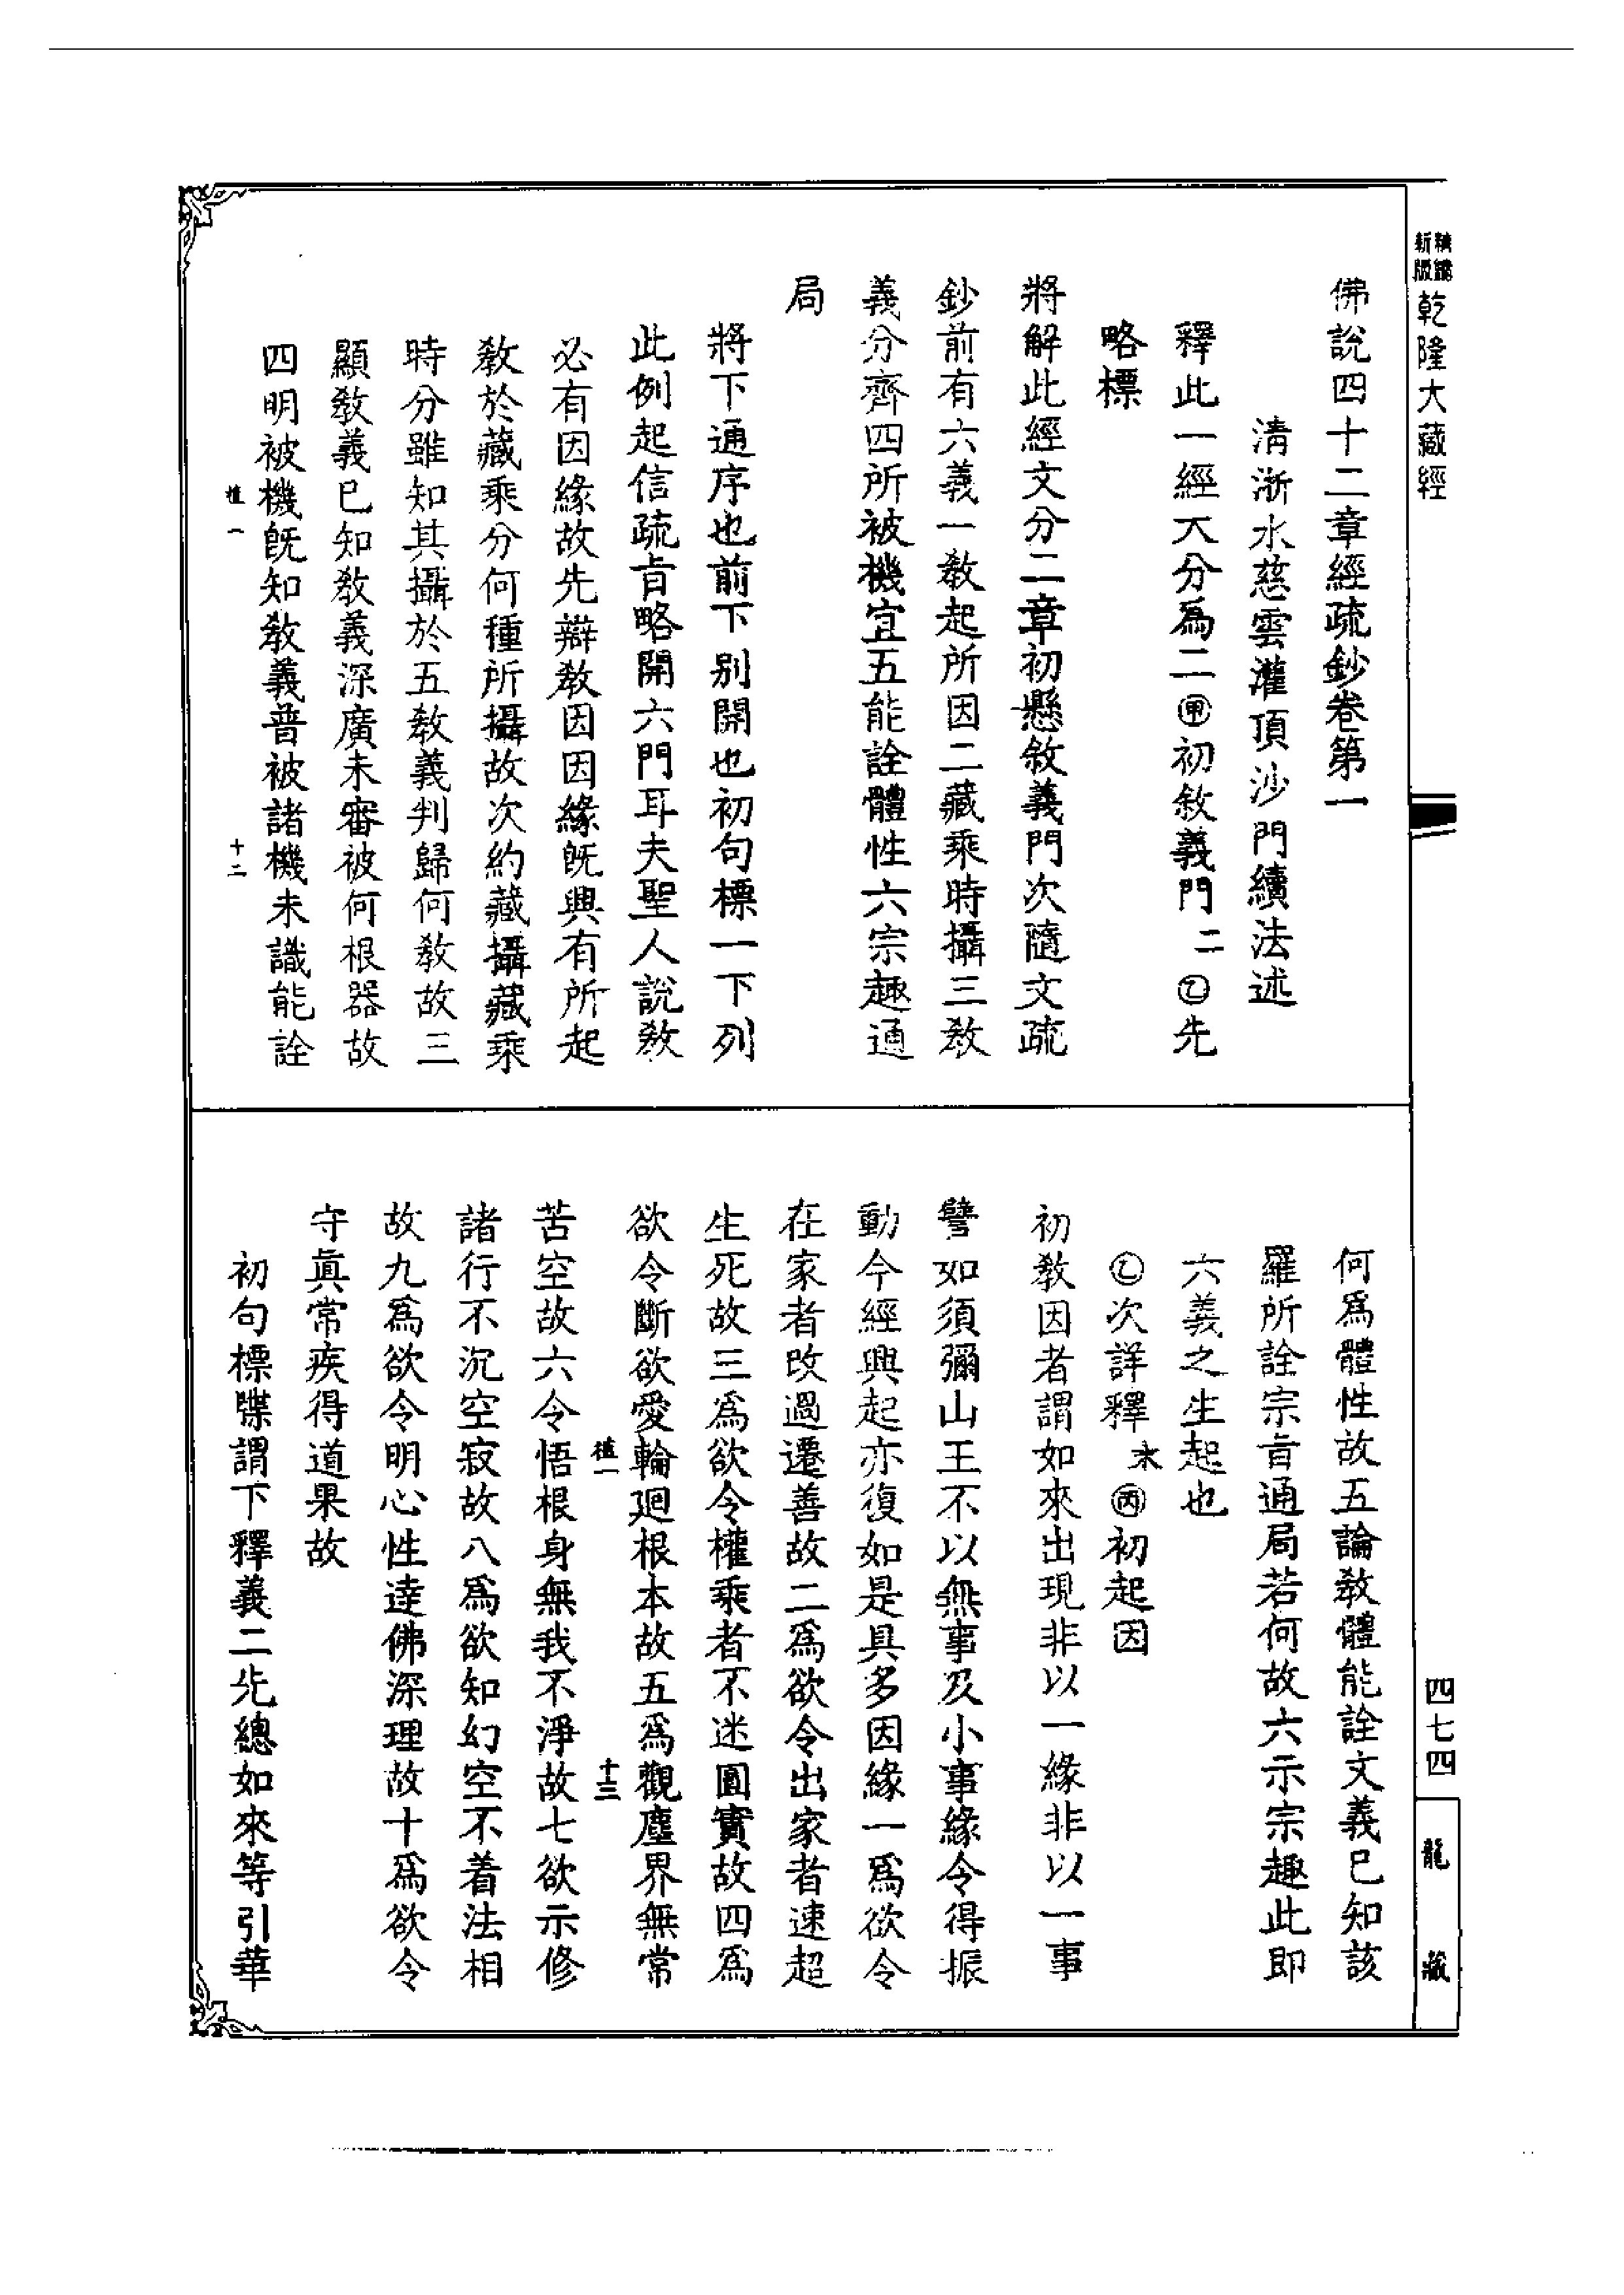 精選新版
乾隆大藏經
佛說四十二章經疏鈔卷第一
清浙水慈雲灌頂沙門續法述
釋此一經大分爲二㊙甲初敘義門二㊁乙先
略標
將解此經文分二章初懸敘義門次隨文疏
鈔前有六義一教起所因二藏乘時攝三教
義分齊四所被機宜五能詮體性六宗趣通
局
將下通序也前下別開也初句標一下列
此例起信疏旨略開六門耳夫聖人說教
必有因緣故先辯教因因緣旣興有所起
教於藏乘分何種所攝故次約藏攝藏乘
時分雖知其攝於五教義判歸何教故三
顯教義已知教義深廣未審被何根器故
四明被機旣知教義普被諸機未識能詮
植一
十二
何爲體性故五論教體能詮文義已知該
羅所詮宗旨通局若何故六示宗趣此即
六義之生起也
乙次詳釋六丙初起因
初教因者謂如來出現非以一緣非以一事
譬如須彌山王不以無事及小事緣令得振
動今經興起亦復如是具多因緣一爲欲令
在家者改過遷善故二爲欲令出家者速超
生死故三爲欲令權乘者不迷圓實故四爲
欲令斷欲愛輪廻根本故五爲觀塵界無常
植一
十三
苦空故六令悟根身無我不淨故七欲示修
諸行不沉空寂故八爲欲知幻空不着法相
故九爲欲令明心性達佛深理故十爲欲令
守眞常疾得道果故
初句標牒謂下釋義二先總如來等引華
四七四
龍藏